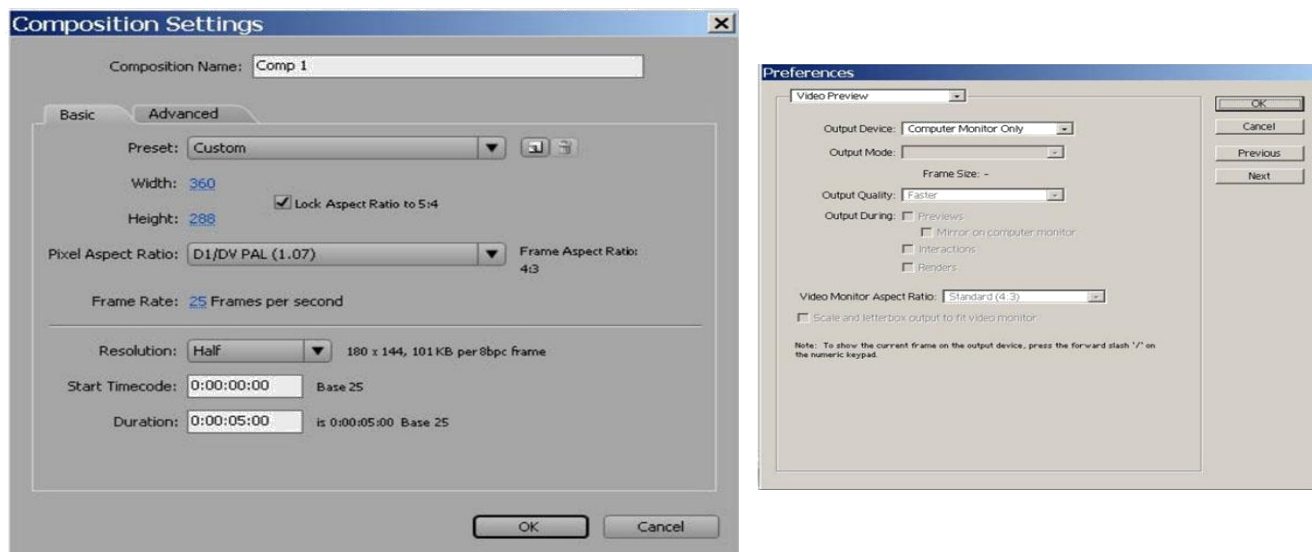 Composition Settings
Composition Name: Comp 1
Basic Advanced
Preset: Custom
Width: 360
Lock Aspect Ratio to 5:4
Height: 288
Pixel Aspect Ratio: D1/DV PAL (1.07) Frame Aspect Ratio:
4:3
Frame Rate: 25 Frames per second
Resolution: Half 180 x 144, 101 KB per 8bpc frame
Start Timecode: 0:00:00:00 Base 25
Duration: 0:00:05:00 is 0:00:05:00 Base 25
OK Cancel
Preferences
Video Preview
OK
Output Device: Computer Monitor Only
Cancel
Output Mode:
Previous
Frame Size: -
Next
Output Quality: Faster
Output During: Previews
Mirror on computer monitor
Interactions
Renders
Video Monitor Aspect Ratio: Standard (4:3)
Scale and letterbox output to fit video monitor
Note: To show the current frame on the output device, press the forward slash '/' on
the numeric keypad.